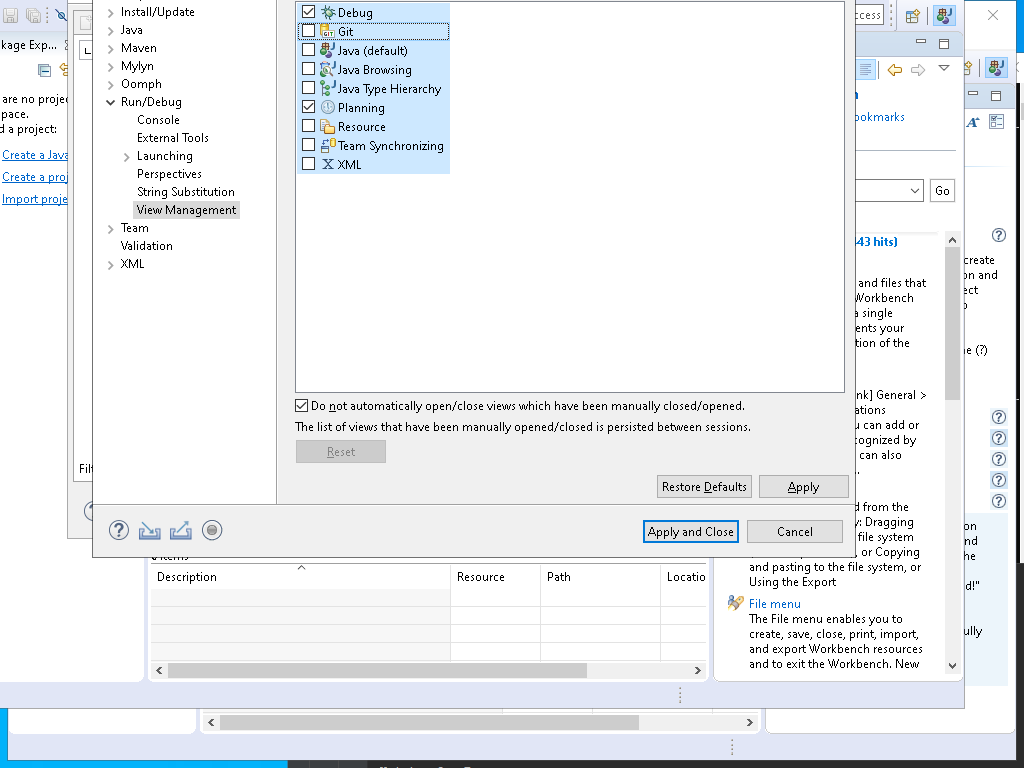 Install/Update
Java
Maven
Mylyn
Oomph
Run/Debug
Console
External Tools
Launching
Perspectives
String Substitution
View Management
Team
Validation
XML
Debug
Git
Java (default)
Java Browsing
Java Type Hierarchy
Planning
Resource
Team Synchronizing
XML
Do not automatically open/close views which have been manually closed/opened.
The list of views that have been manually opened/closed is persisted between sessions.
Reset
Restore Defaults
Apply
Apply and Close
Cancel
kage Exp...
are no proje
pace.
d a project:
Create a Java
Create a proj
Import proje
Filt
Description
Resource
Path
Locatio
cess
ookmarks
Go
43 hits)
and files that
Workbench
a single
ents your
tion of the
nk] General >
ations
u can add or
cognized by
can also
d from the
y: Dragging
file system
, or Copying
and pasting to the file system, or
Using the Export
File menu
The File menu enables you to
create, save, close, print, import,
and export Workbench resources
and to exit the Workbench. New
create
on and
ect
ne (?)
on
nd
he
d!"
ully